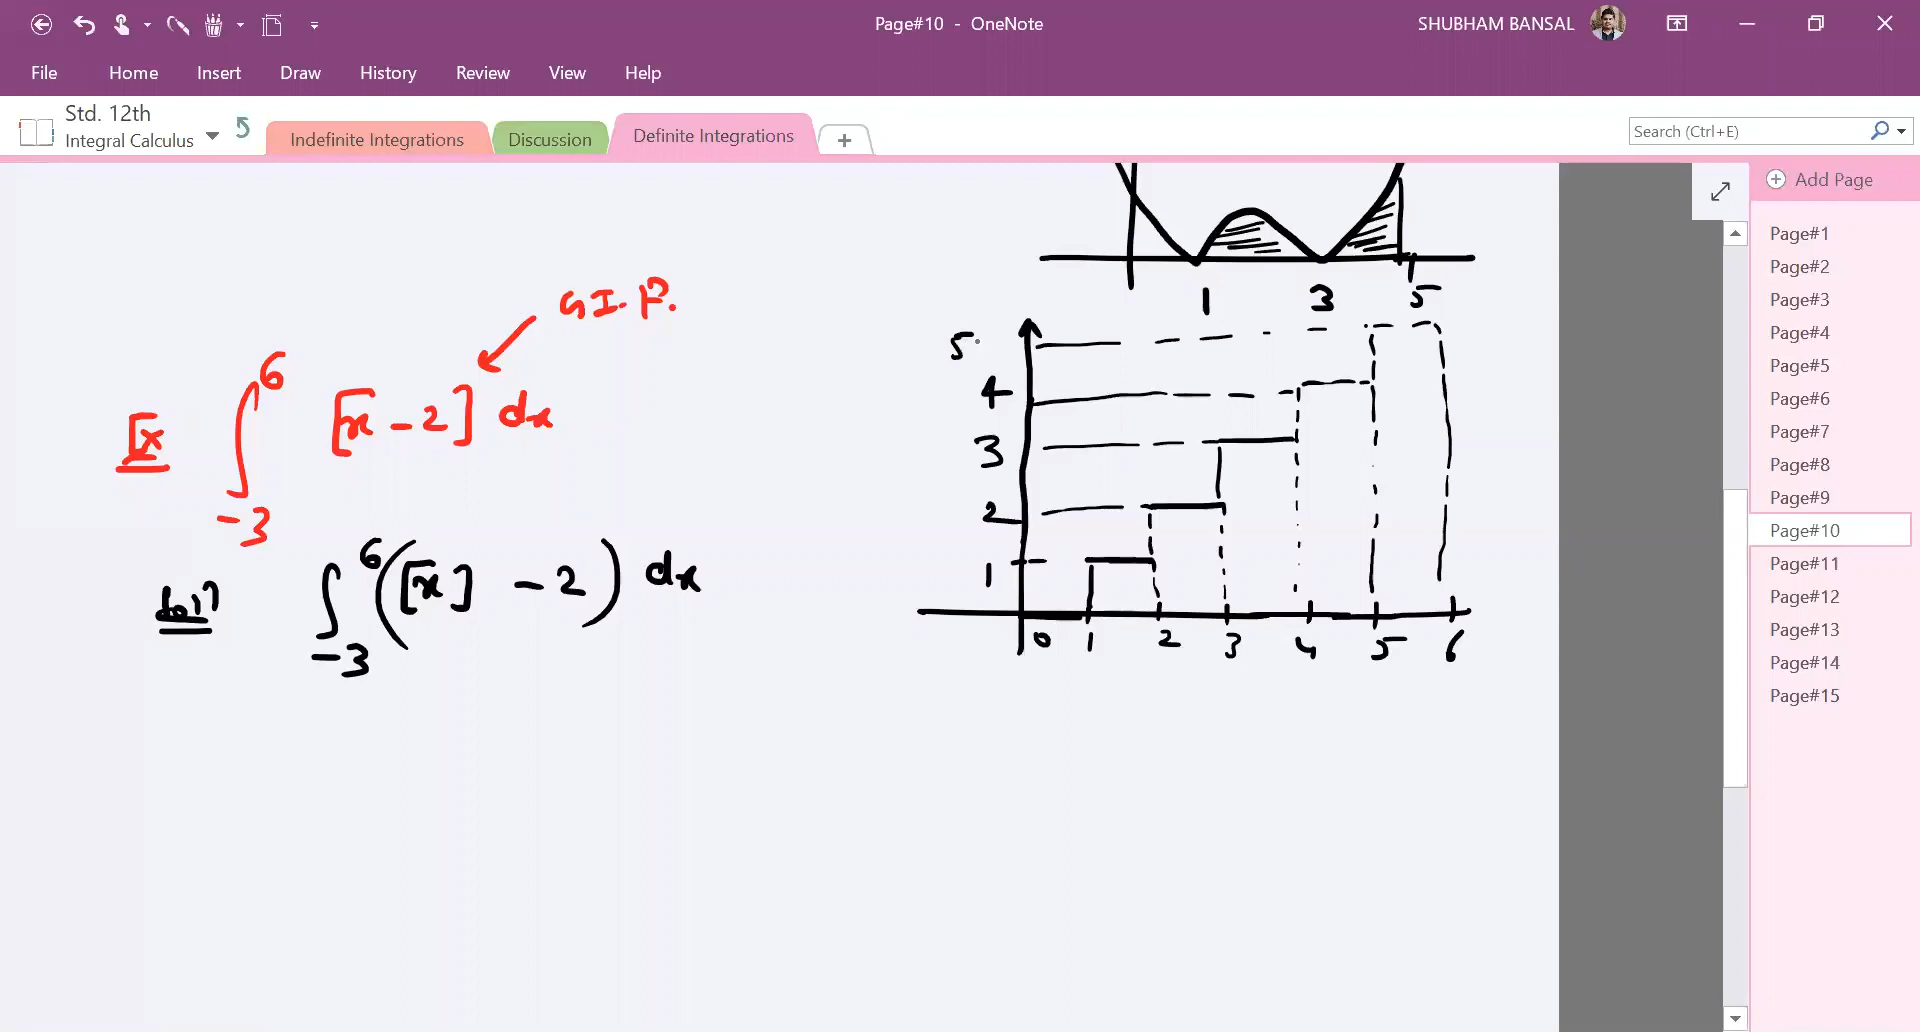 Page#10 - OneNote
SHUBHAM BANSAL
File Home Insert Draw History Review View Help
Std. 12th
Integral Calculus
Indefinite Integrations
Discussion
Definite Integrations
Search (Ctrl+E)
Add Page
Page#1
Page#2
Page#3
Page#4
Page#5
Page#6
Page#7
Page#8
Page#9
Page#10
Page#11
Page#12
Page#13
Page#14
Page#15
1 3 5
G.I.F.
Ex ∫_{-3}^{6} [x-2] dx
Sol? ∫_{-3}^{6} ([x] - 2) dx
5
4
3
2
1
0 1 2 3 4 5 6